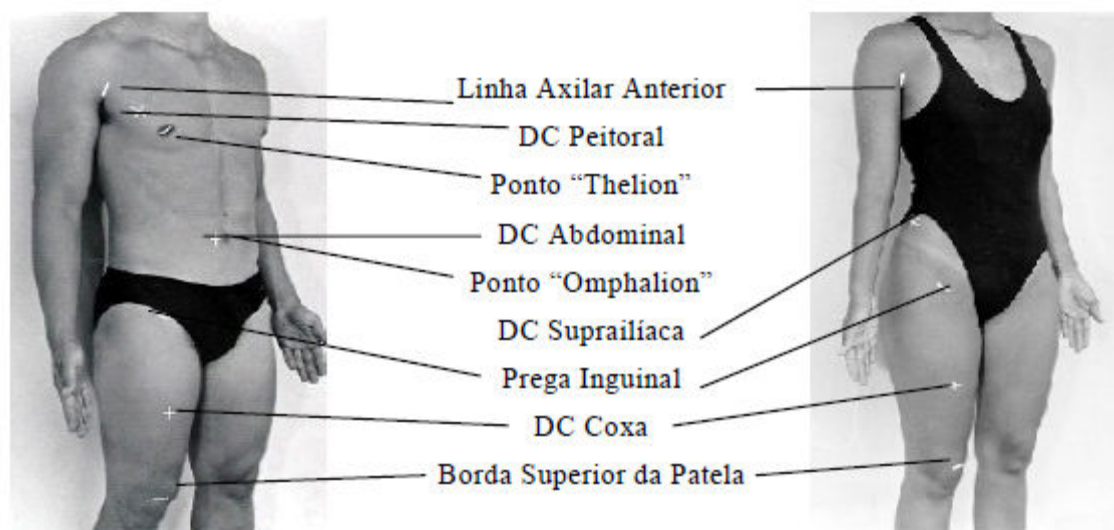 Linha Axilar Anterior
DC Peitoral
Ponto “Thelion”
DC Abdominal
Ponto “Omphalion”
DC Suprailíaca
Prega Inguinal
DC Coxa
Borda Superior da Patela